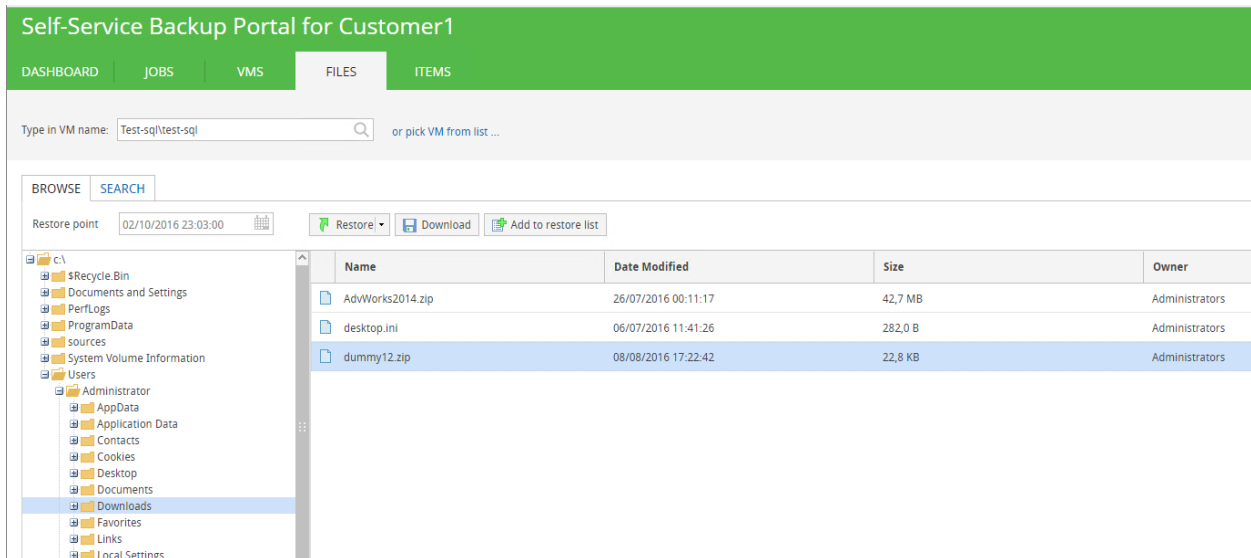 Self-Service Backup Portal for Customer1
DASHBOARD JOBS VMS FILES ITEMS
Type in VM name: Test-sql\test-sql or pick VM from list ...
BROWSE SEARCH
Restore point 02/10/2016 23:03:00 Restore Download Add to restore list
c:\
$Recycle.Bin
Documents and Settings
PerfLogs
ProgramData
sources
System Volume Information
Users
Administrator
AppData
Application Data
Contacts
Cookies
Desktop
Documents
Downloads
Favorites
Links
Local Settings
Name Date Modified Size Owner
AdvWorks2014.zip 26/07/2016 00:11:17 42,7 MB Administrators
desktop.ini 06/07/2016 11:41:26 282,0 B Administrators
dummy12.zip 08/08/2016 17:22:42 22,8 KB Administrators